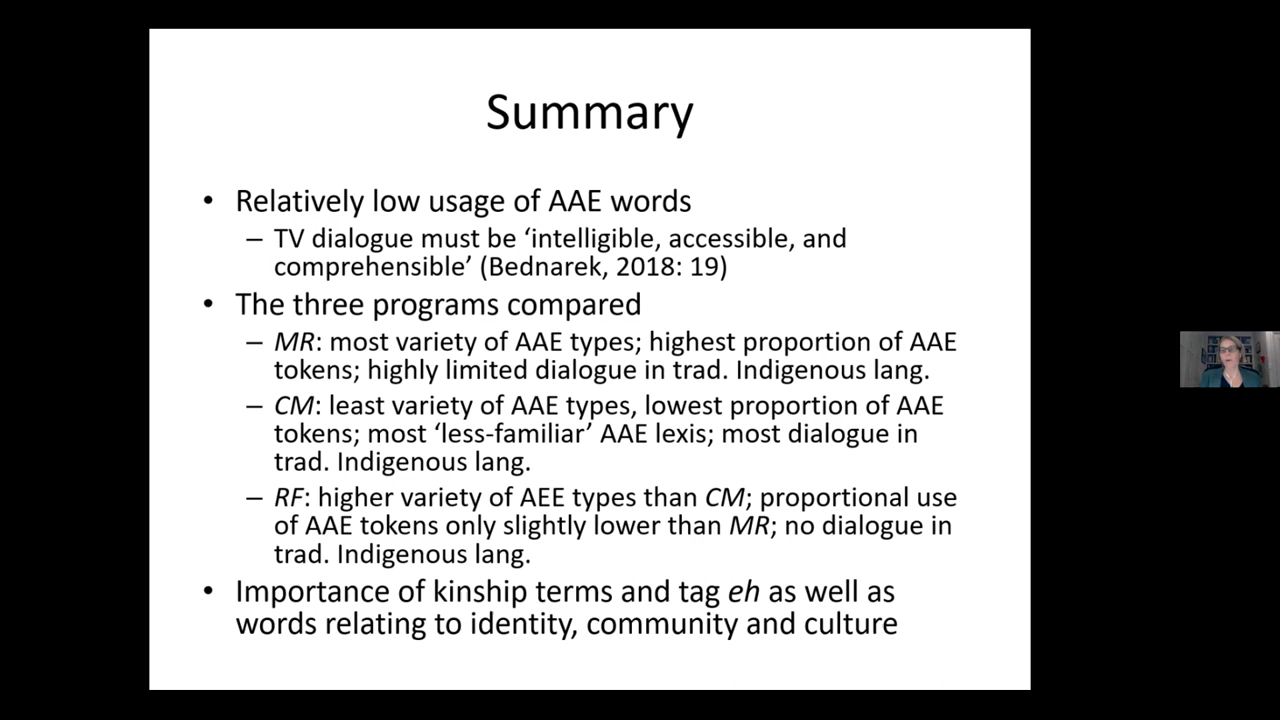 Summary
• Relatively low usage of AAE words
– TV dialogue must be ‘intelligible, accessible, and
comprehensible’ (Bednarek, 2018: 19)
• The three programs compared
– MR: most variety of AAE types; highest proportion of AAE
tokens; highly limited dialogue in trad. Indigenous lang.
– CM: least variety of AAE types, lowest proportion of AAE
tokens; most ‘less-familiar’ AAE lexis; most dialogue in
trad. Indigenous lang.
– RF: higher variety of AEE types than CM; proportional use
of AAE tokens only slightly lower than MR; no dialogue in
trad. Indigenous lang.
• Importance of kinship terms and tag eh as well as
words relating to identity, community and culture